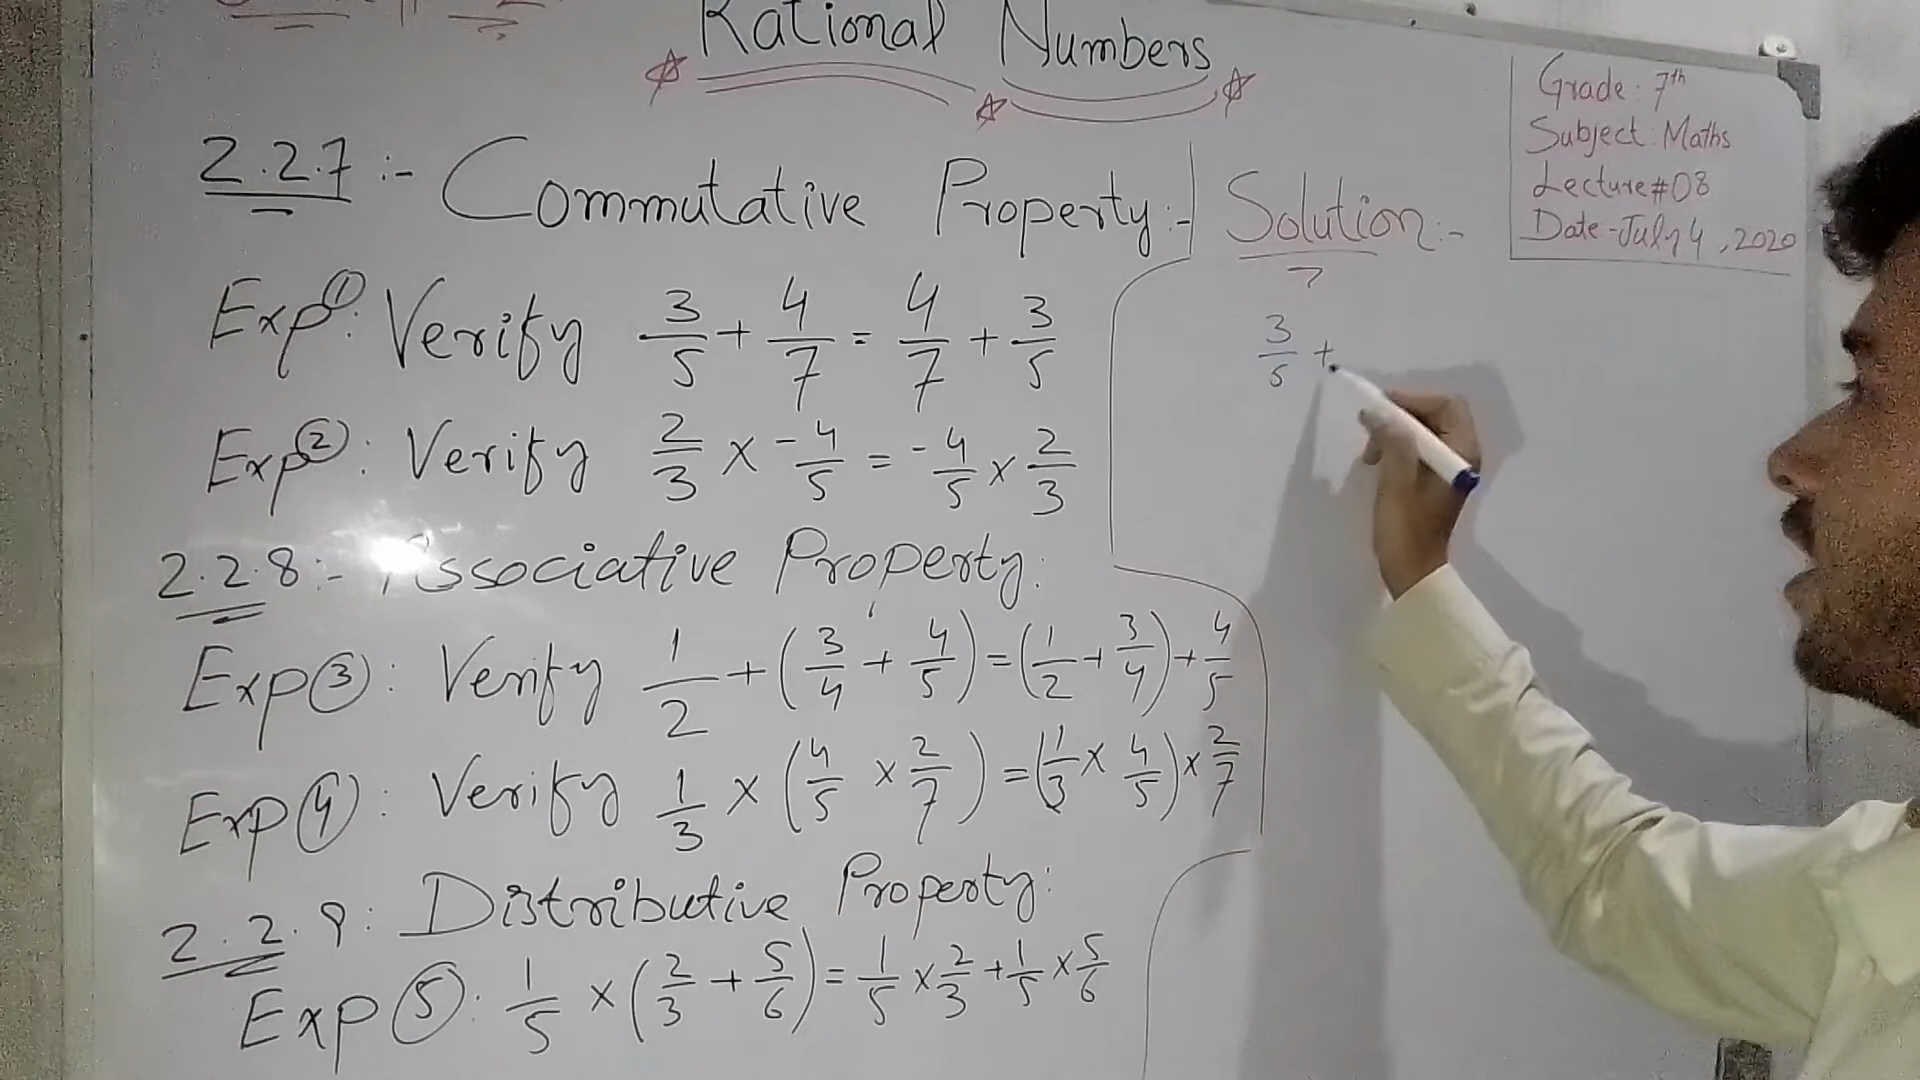 Rational Numbers
Grade: 7th
Subject: Maths
Lecture#08
Date-July 4, 2020
2.2.7:- Commutative Property:-
Exp①: Verify 3/5 + 4/7 = 4/7 + 3/5
Exp②: Verify 2/3 × -4/5 = -4/5 × 2/3
2.2.8:- Associative Property:
Exp③: Verify 1/2 + (3/4 + 4/5) = (1/2 + 3/4) + 4/5
Exp④: Verify 1/3 × (4/5 × 2/7) = (1/3 × 4/5) × 2/7
2.2.9: Distributive Property:
Exp⑤: 1/5 × (2/3 + 5/6) = 1/5 × 2/3 + 1/5 × 5/6
Solution:-
3/5 +